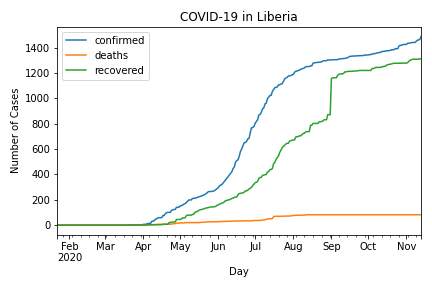 COVID-19 in Liberia
confirmed
deaths
recovered
Number of Cases
1400
1200
1000
800
600
400
200
0
Feb Mar Apr May Jun Jul Aug Sep Oct Nov
2020
Day